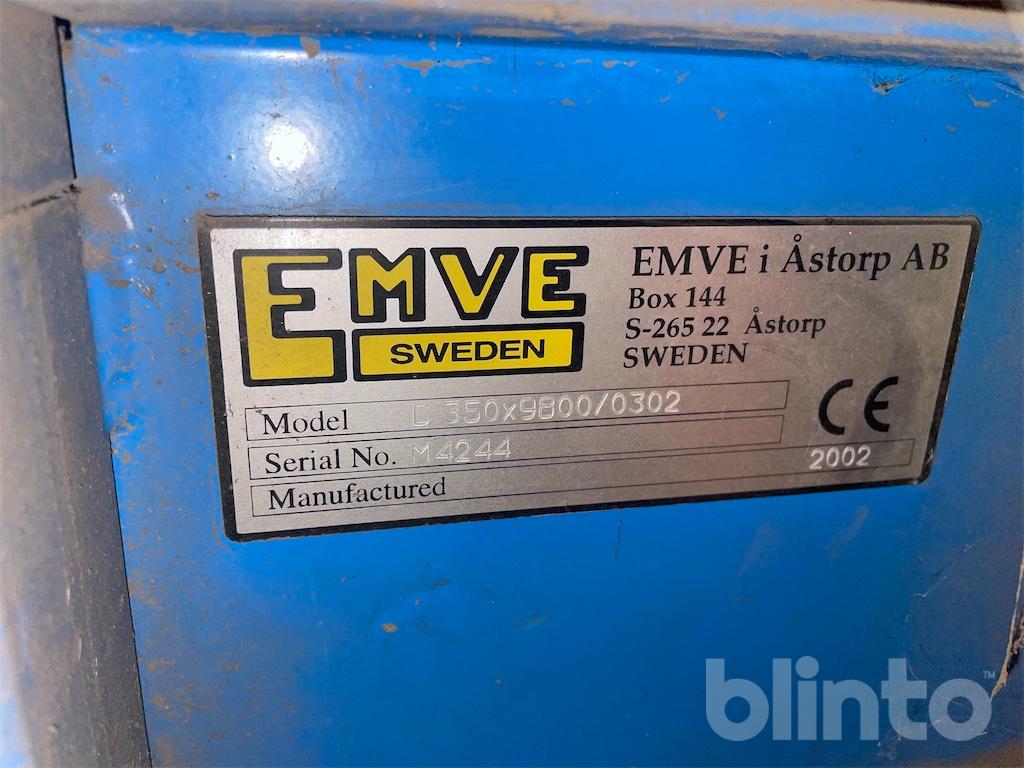 EMVE
SWEDEN
EMVE i Åstorp AB
Box 144
S-265 22 Åstorp
SWEDEN
Model C 350x9800/0302
Serial No. M4244
Manufactured 2002
CE
blinto™